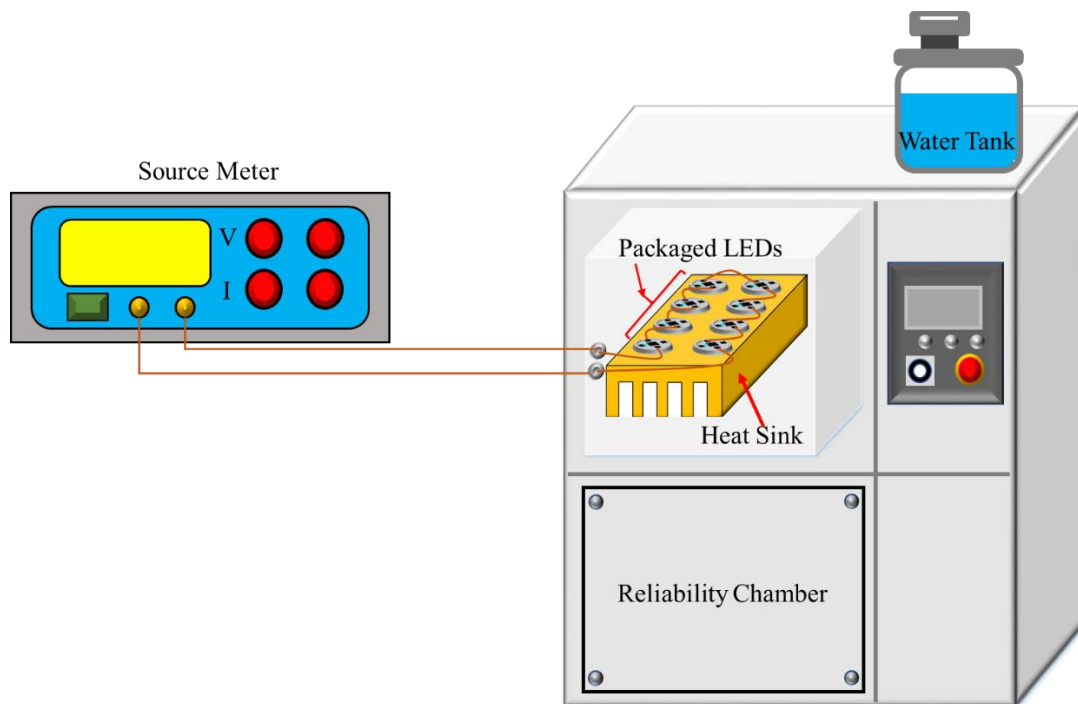 Water Tank
Source Meter
V
I
Packaged LEDs
Heat Sink
Reliability Chamber